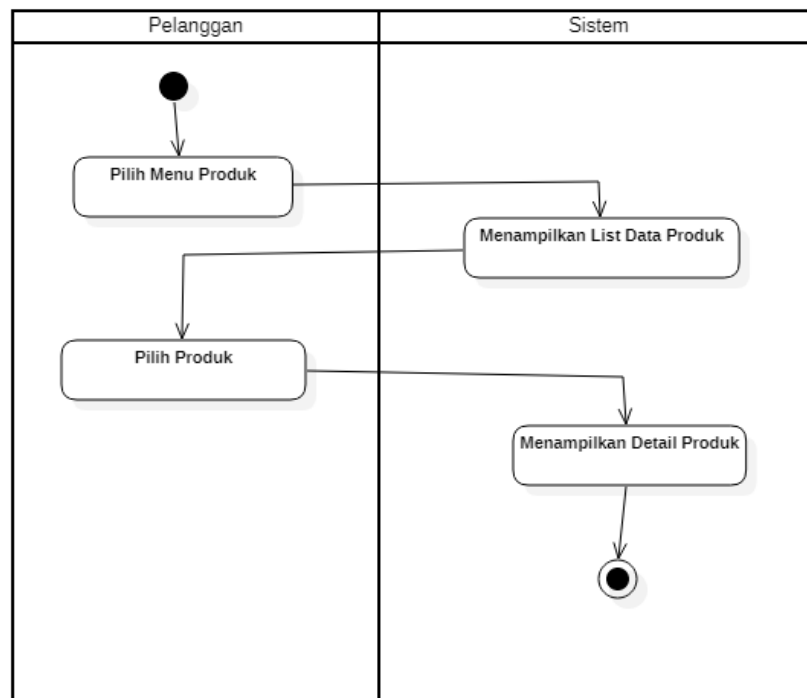 Pelanggan
Sistem
Pilih Menu Produk
Menampilkan List Data Produk
Pilih Produk
Menampilkan Detail Produk